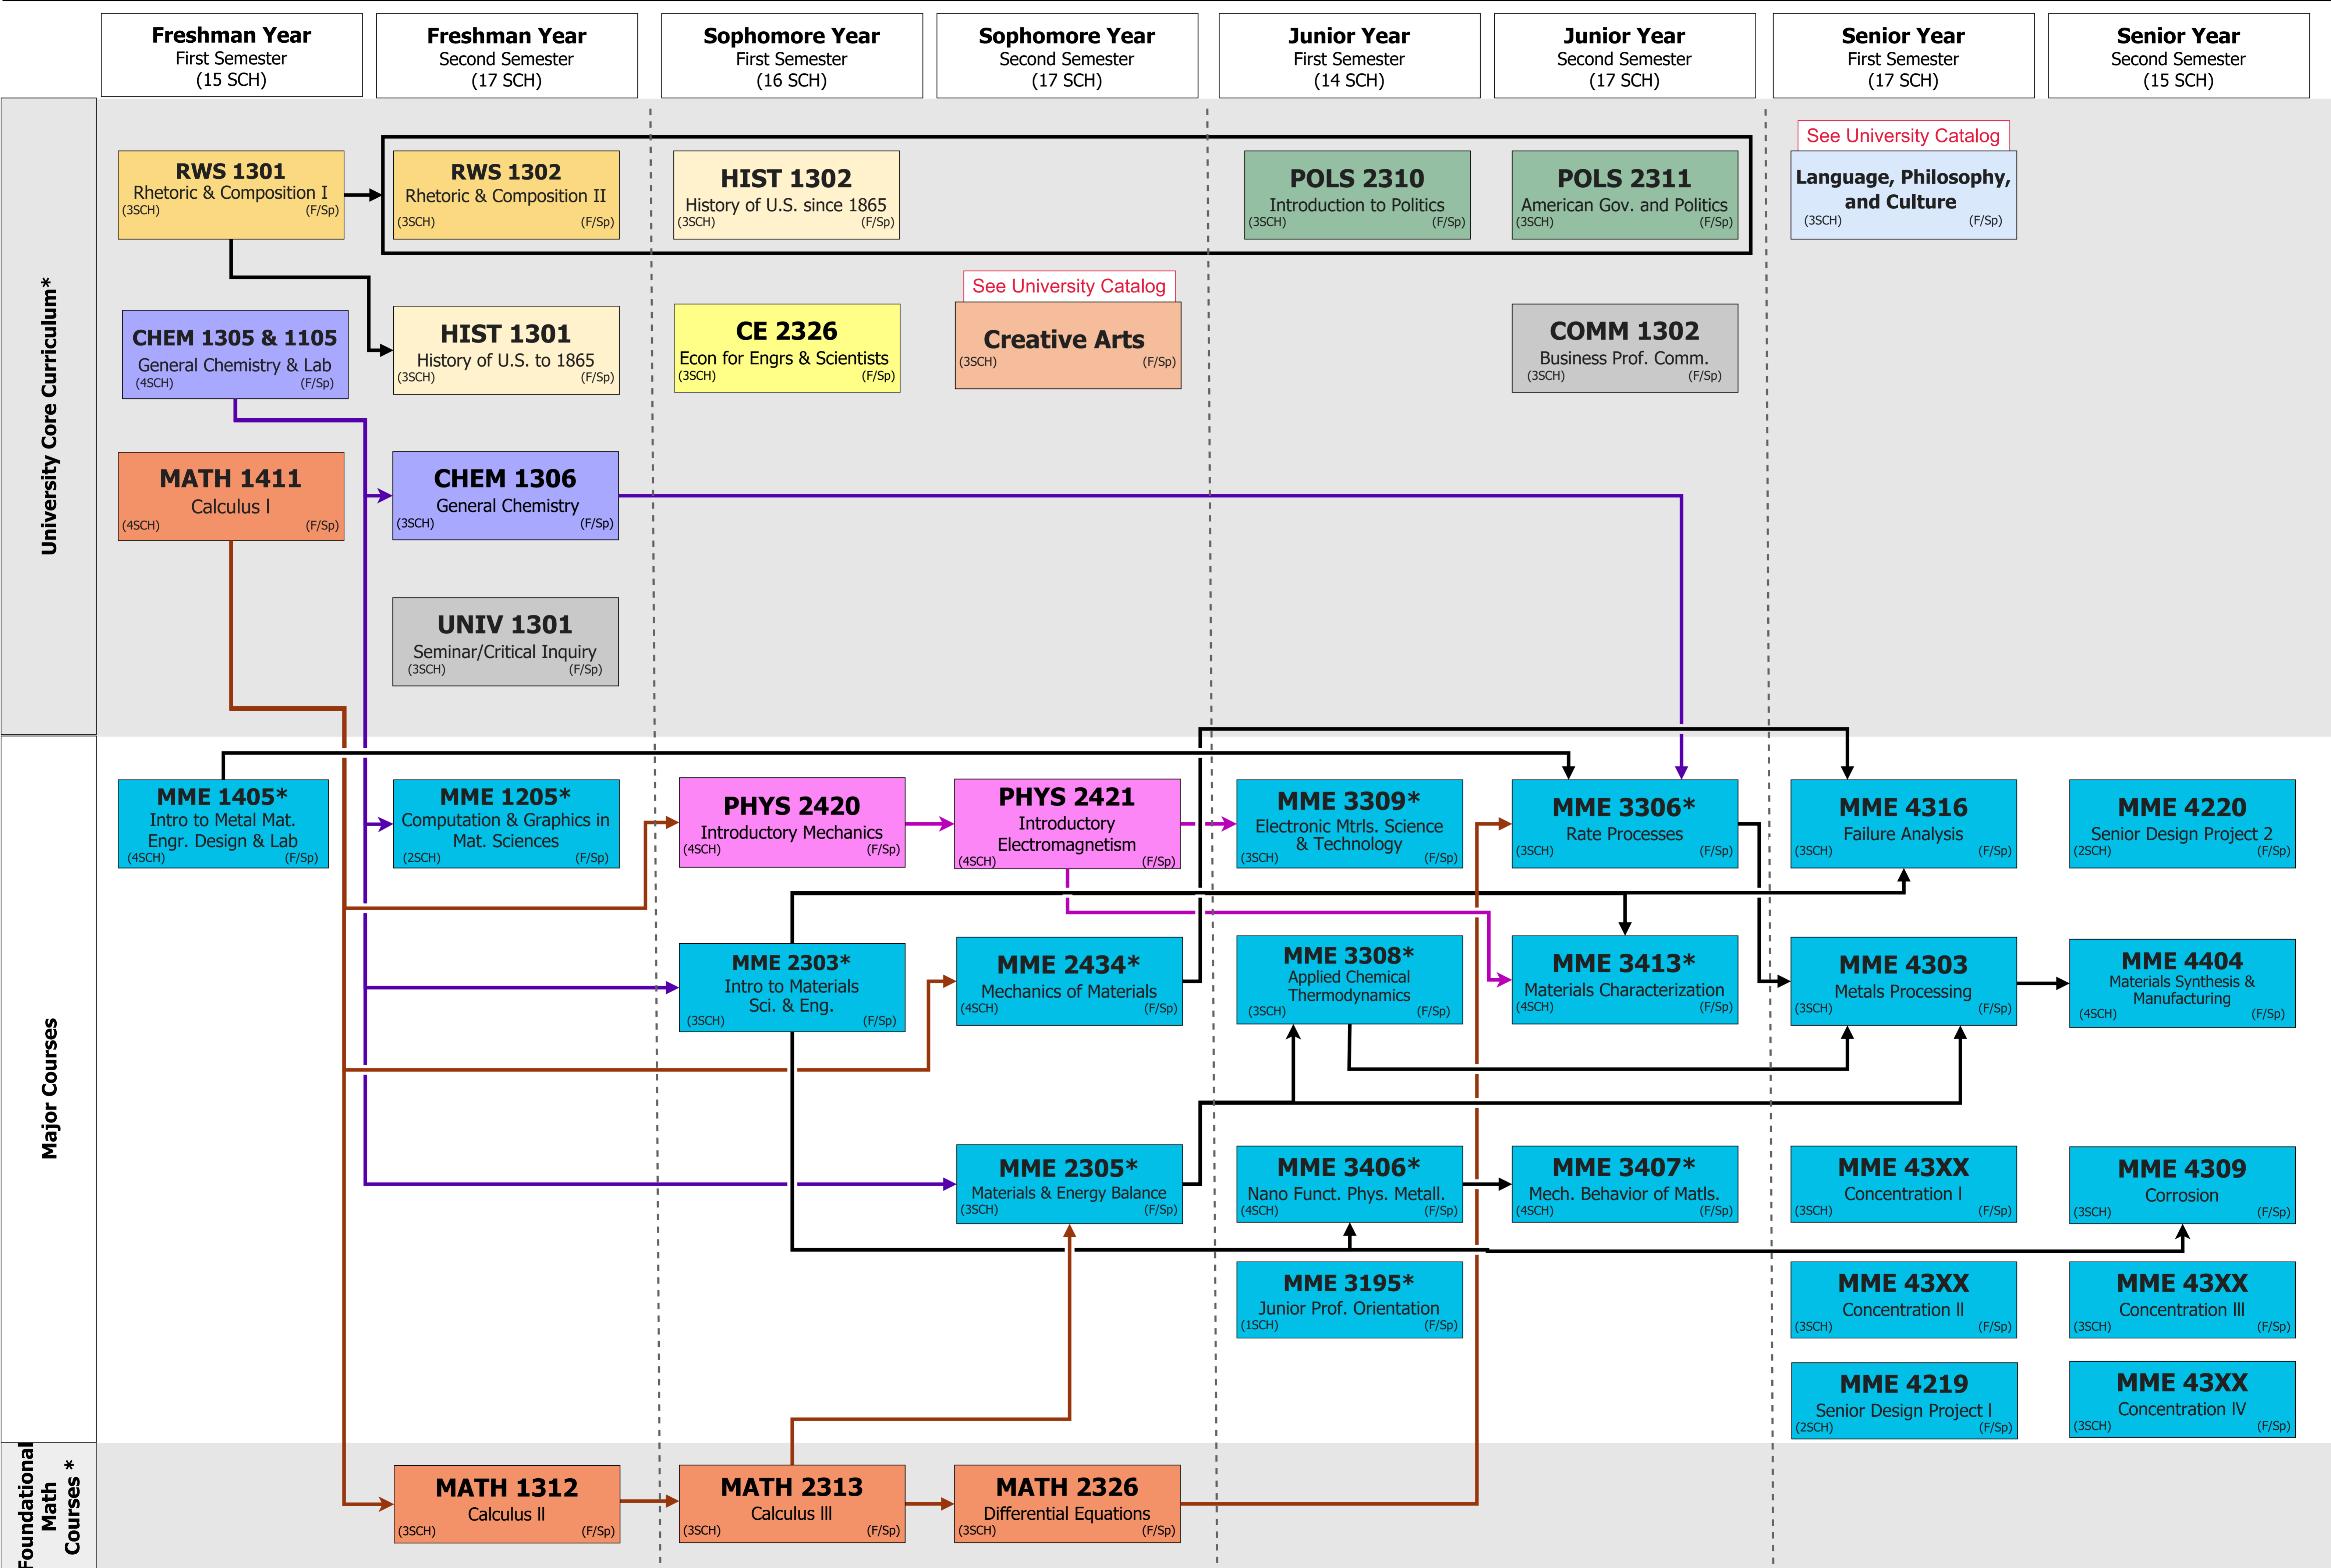 Freshman Year
First Semester
(15 SCH)
Freshman Year
Second Semester
(17 SCH)
Sophomore Year
First Semester
(16 SCH)
Sophomore Year
Second Semester
(17 SCH)
Junior Year
First Semester
(14 SCH)
Junior Year
Second Semester
(17 SCH)
Senior Year
First Semester
(17 SCH)
Senior Year
Second Semester
(15 SCH)
University Core Curriculum*
RWS 1301
Rhetoric & Composition I
(3SCH) (F/Sp)
RWS 1302
Rhetoric & Composition II
(3SCH) (F/Sp)
HIST 1302
History of U.S. since 1865
(3SCH) (F/Sp)
POLS 2310
Introduction to Politics
(3SCH) (F/Sp)
POLS 2311
American Gov. and Politics
(3SCH) (F/Sp)
See University Catalog
Language, Philosophy,
and Culture
(3SCH) (F/Sp)
CHEM 1305 & 1105
General Chemistry & Lab
(4SCH) (F/Sp)
HIST 1301
History of U.S. to 1865
(3SCH) (F/Sp)
CE 2326
Econ for Engrs & Scientists
(3SCH) (F/Sp)
See University Catalog
Creative Arts
(3SCH) (F/Sp)
COMM 1302
Business Prof. Comm.
(3SCH) (F/Sp)
MATH 1411
Calculus I
(4SCH) (F/Sp)
CHEM 1306
General Chemistry
(3SCH) (F/Sp)
UNIV 1301
Seminar/Critical Inquiry
(3SCH) (F/Sp)
Major Courses
MME 1405*
Intro to Metal Mat.
Engr. Design & Lab
(4SCH) (F/Sp)
MME 1205*
Computation & Graphics in
Mat. Sciences
(2SCH) (F/Sp)
PHYS 2420
Introductory Mechanics
(4SCH) (F/Sp)
PHYS 2421
Introductory
Electromagnetism
(4SCH) (F/Sp)
MME 3309*
Electronic Mtrls. Science
& Technology
(3SCH) (F/Sp)
MME 3306*
Rate Processes
(3SCH) (F/Sp)
MME 4316
Failure Analysis
(3SCH) (F/Sp)
MME 4220
Senior Design Project 2
(2SCH) (F/Sp)
MME 2303*
Intro to Materials
Sci. & Eng.
(3SCH) (F/Sp)
MME 2434*
Mechanics of Materials
(4SCH) (F/Sp)
MME 3308*
Applied Chemical
Thermodynamics
(3SCH) (F/Sp)
MME 3413*
Materials Characterization
(4SCH) (F/Sp)
MME 4303
Metals Processing
(3SCH) (F/Sp)
MME 4404
Materials Synthesis &
Manufacturing
(4SCH) (F/Sp)
MME 2305*
Materials & Energy Balance
(3SCH) (F/Sp)
MME 3406*
Nano Funct. Phys. Metall.
(4SCH) (F/Sp)
MME 3407*
Mech. Behavior of Matls.
(4SCH) (F/Sp)
MME 43XX
Concentration I
(3SCH) (F/Sp)
MME 4309
Corrosion
(3SCH) (F/Sp)
MME 3195*
Junior Prof. Orientation
(1SCH) (F/Sp)
MME 43XX
Concentration II
(3SCH) (F/Sp)
MME 43XX
Concentration III
(3SCH) (F/Sp)
MME 4219
Senior Design Project I
(2SCH) (F/Sp)
MME 43XX
Concentration IV
(3SCH) (F/Sp)
Foundational
Math
Courses *
MATH 1312
Calculus II
(3SCH) (F/Sp)
MATH 2313
Calculus III
(3SCH) (F/Sp)
MATH 2326
Differential Equations
(3SCH) (F/Sp)